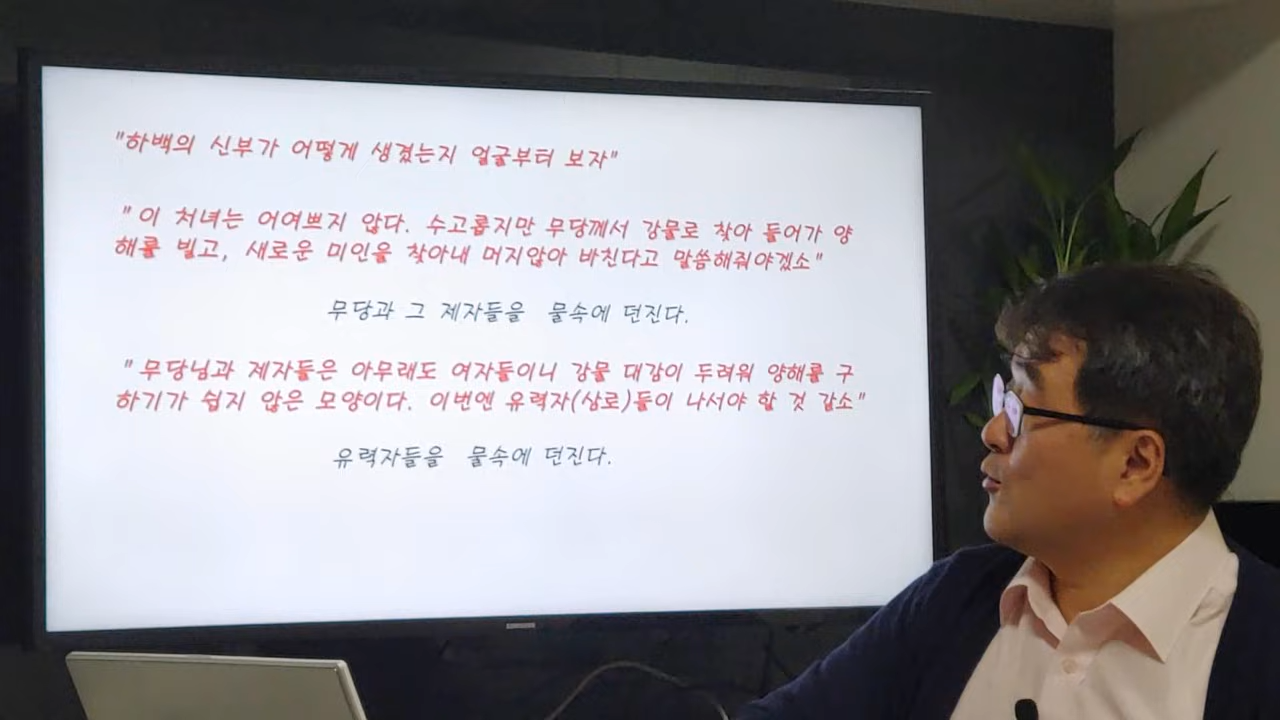 "하백의 신부가 어떻게 생겼는지 얼굴부터 보자"
"이 처녀는 어여쁘지 않다. 수고롭지만 무당께서 강물로 찾아 들어가 양
해를 빌고, 새로운 미인을 찾아내 머지않아 바친다고 말씀해줘야겠소"
무당과 그 제자들을 물속에 던진다.
"무당님과 제자들은 아무래도 여자들이니 강물 대감이 두려워 양해를 구
하기가 쉽지 않은 모양이다. 이번엔 유력자(삼로)들이 나서야 할 것 같소"
유력자들을 물속에 던진다.
SAMSUNG